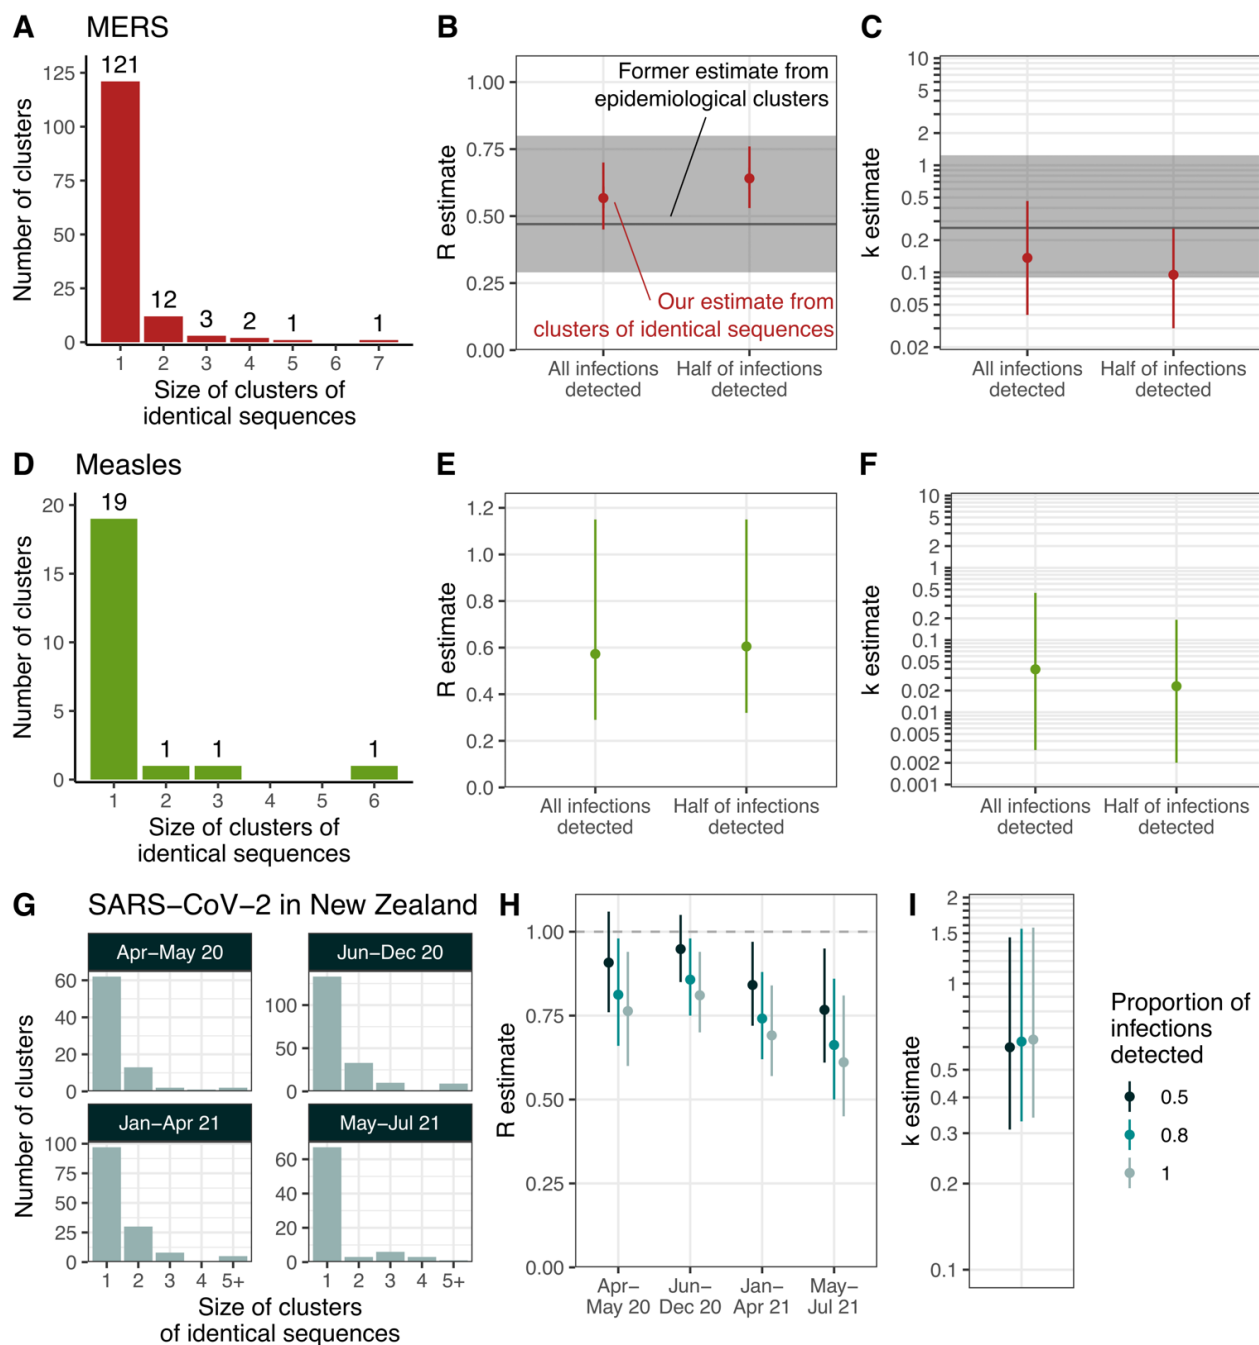 A MERS
125
100
75
50
25
0
Number of clusters
121
12
3
2
1
1
1 2 3 4 5 6 7
Size of clusters of
identical sequences
B
1.00
0.75
0.50
0.25
0.00
R estimate
Former estimate from
epidemiological clusters
Our estimate from
clusters of identical sequences
All infections
detected
Half of infections
detected
C
10
5
2
1
0.5
0.2
0.1
0.05
0.02
k estimate
All infections
detected
Half of infections
detected
D Measles
20
15
10
5
0
Number of clusters
19
1
1
1
1 2 3 4 5 6
Size of clusters of
identical sequences
E
1.2
1.0
0.8
0.6
0.4
0.2
0.0
R estimate
All infections
detected
Half of infections
detected
F
10
5
2
1
0.5
0.2
0.1
0.05
0.02
0.01
0.005
0.002
0.001
k estimate
All infections
detected
Half of infections
detected
G SARS−CoV−2 in New Zealand
Number of clusters
Number of clusters
Apr−May 20
60
40
20
0
Jun−Dec 20
100
50
0
Jan−Apr 21
100
75
50
25
0
1 2 3 4 5+
May−Jul 21
60
40
20
0
1 2 3 4 5+
Size of clusters
of identical sequences
H
1.00
0.75
0.50
0.25
0.00
R estimate
Apr−
May 20
Jun−
Dec 20
Jan−
Apr 21
May−
Jul 21
I
2
1.5
1
0.5
0.4
0.3
0.2
0.1
k estimate
Proportion of
infections
detected
0.5
0.8
1